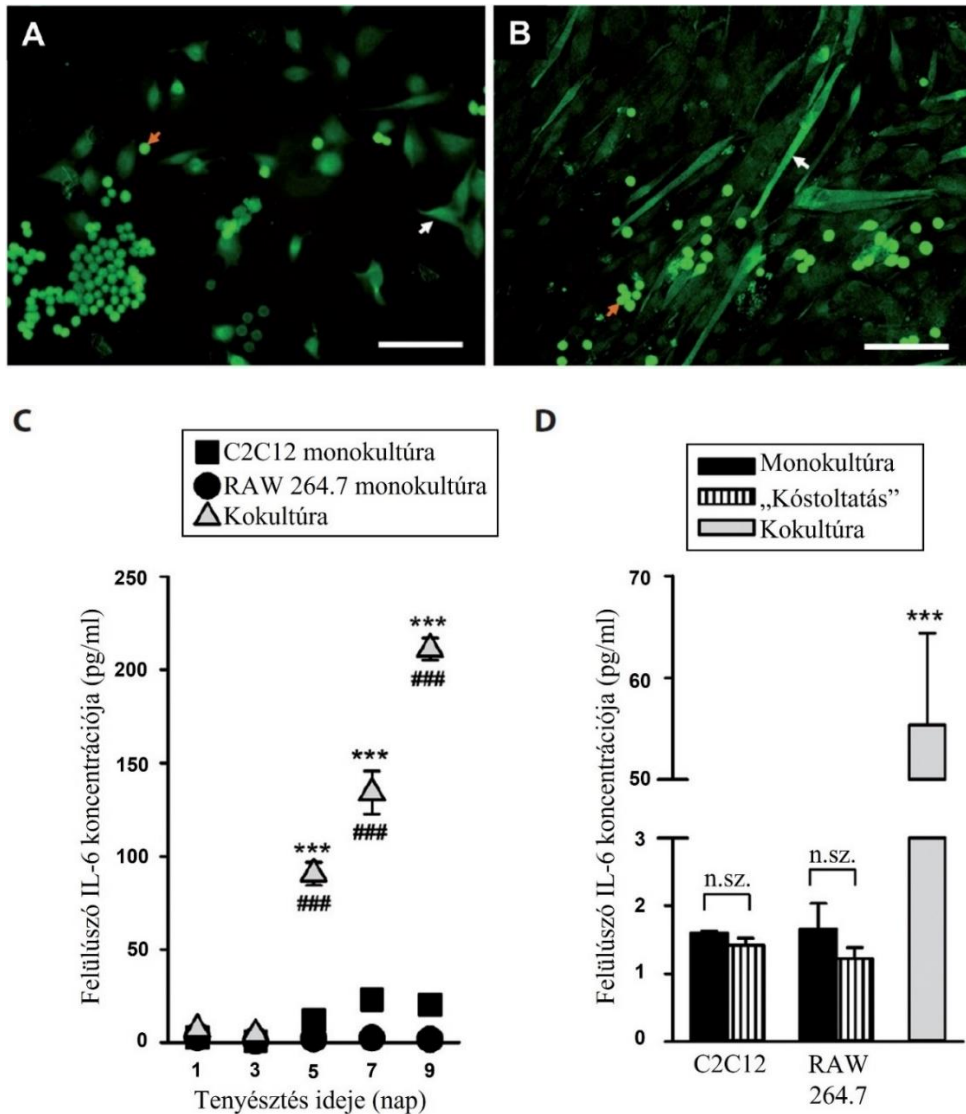 A
B
C
C2C12 monokultúra
RAW 264.7 monokultúra
Kokultúra
Felülúszó IL-6 koncentrációja (pg/ml)
250
200
150
100
50
0
***
###
***
###
***
###
1 3 5 7 9
Tenyésztés ideje (nap)
D
Monokultúra
„Kóstoltatás”
Kokultúra
Felülúszó IL-6 koncentrációja (pg/ml)
70
60
50
3
2
1
0
n.sz.
n.sz.
***
C2C12
RAW
264.7